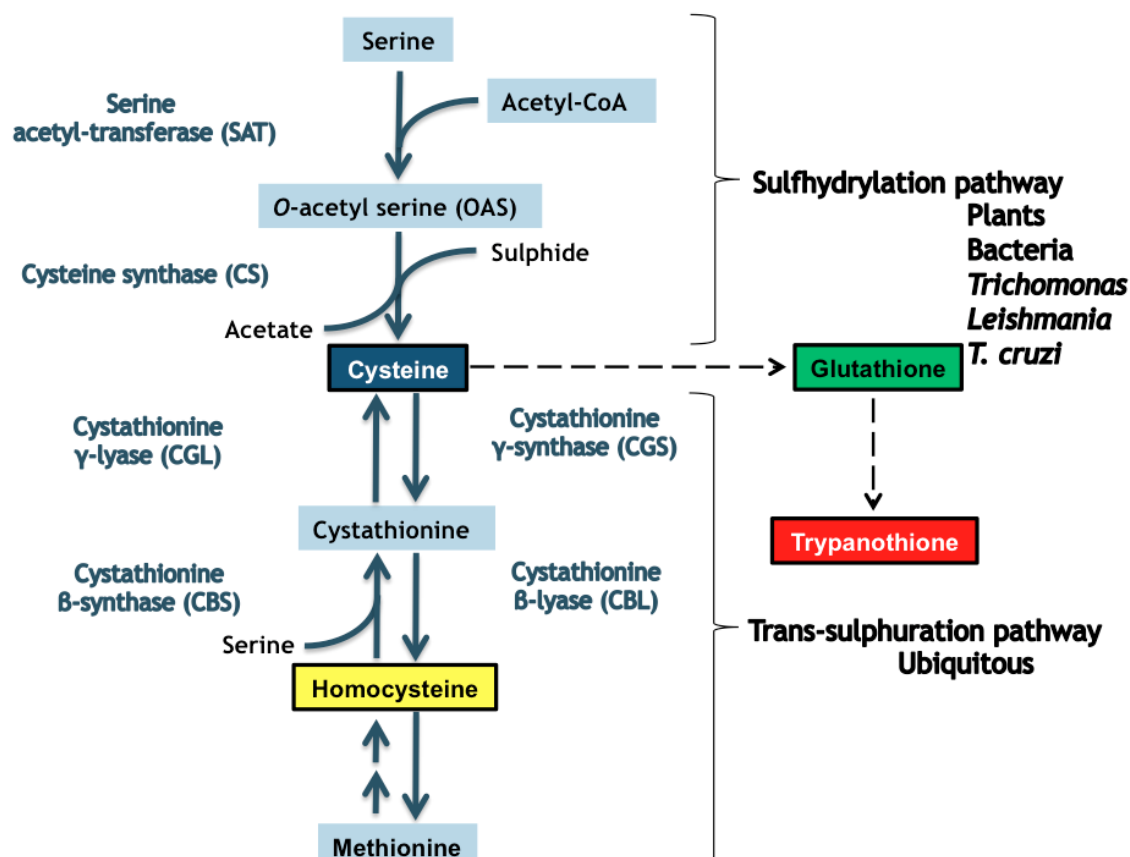 Serine
Acetyl-CoA
Serine
acetyl-transferase (SAT)
Sulfhydrylation pathway
Plants
Bacteria
Trichomonas
Leishmania
T. cruzi
O-acetyl serine (OAS)
Sulphide
Cysteine synthase (CS)
Acetate
Cysteine
Glutathione
Cystathionine
γ-lyase (CGL)
Cystathionine
γ-synthase (CGS)
Cystathionine
Trypanothione
Cystathionine
β-synthase (CBS)
Cystathionine
β-lyase (CBL)
Serine
Trans-sulphuration pathway
Ubiquitous
Homocysteine
Methionine